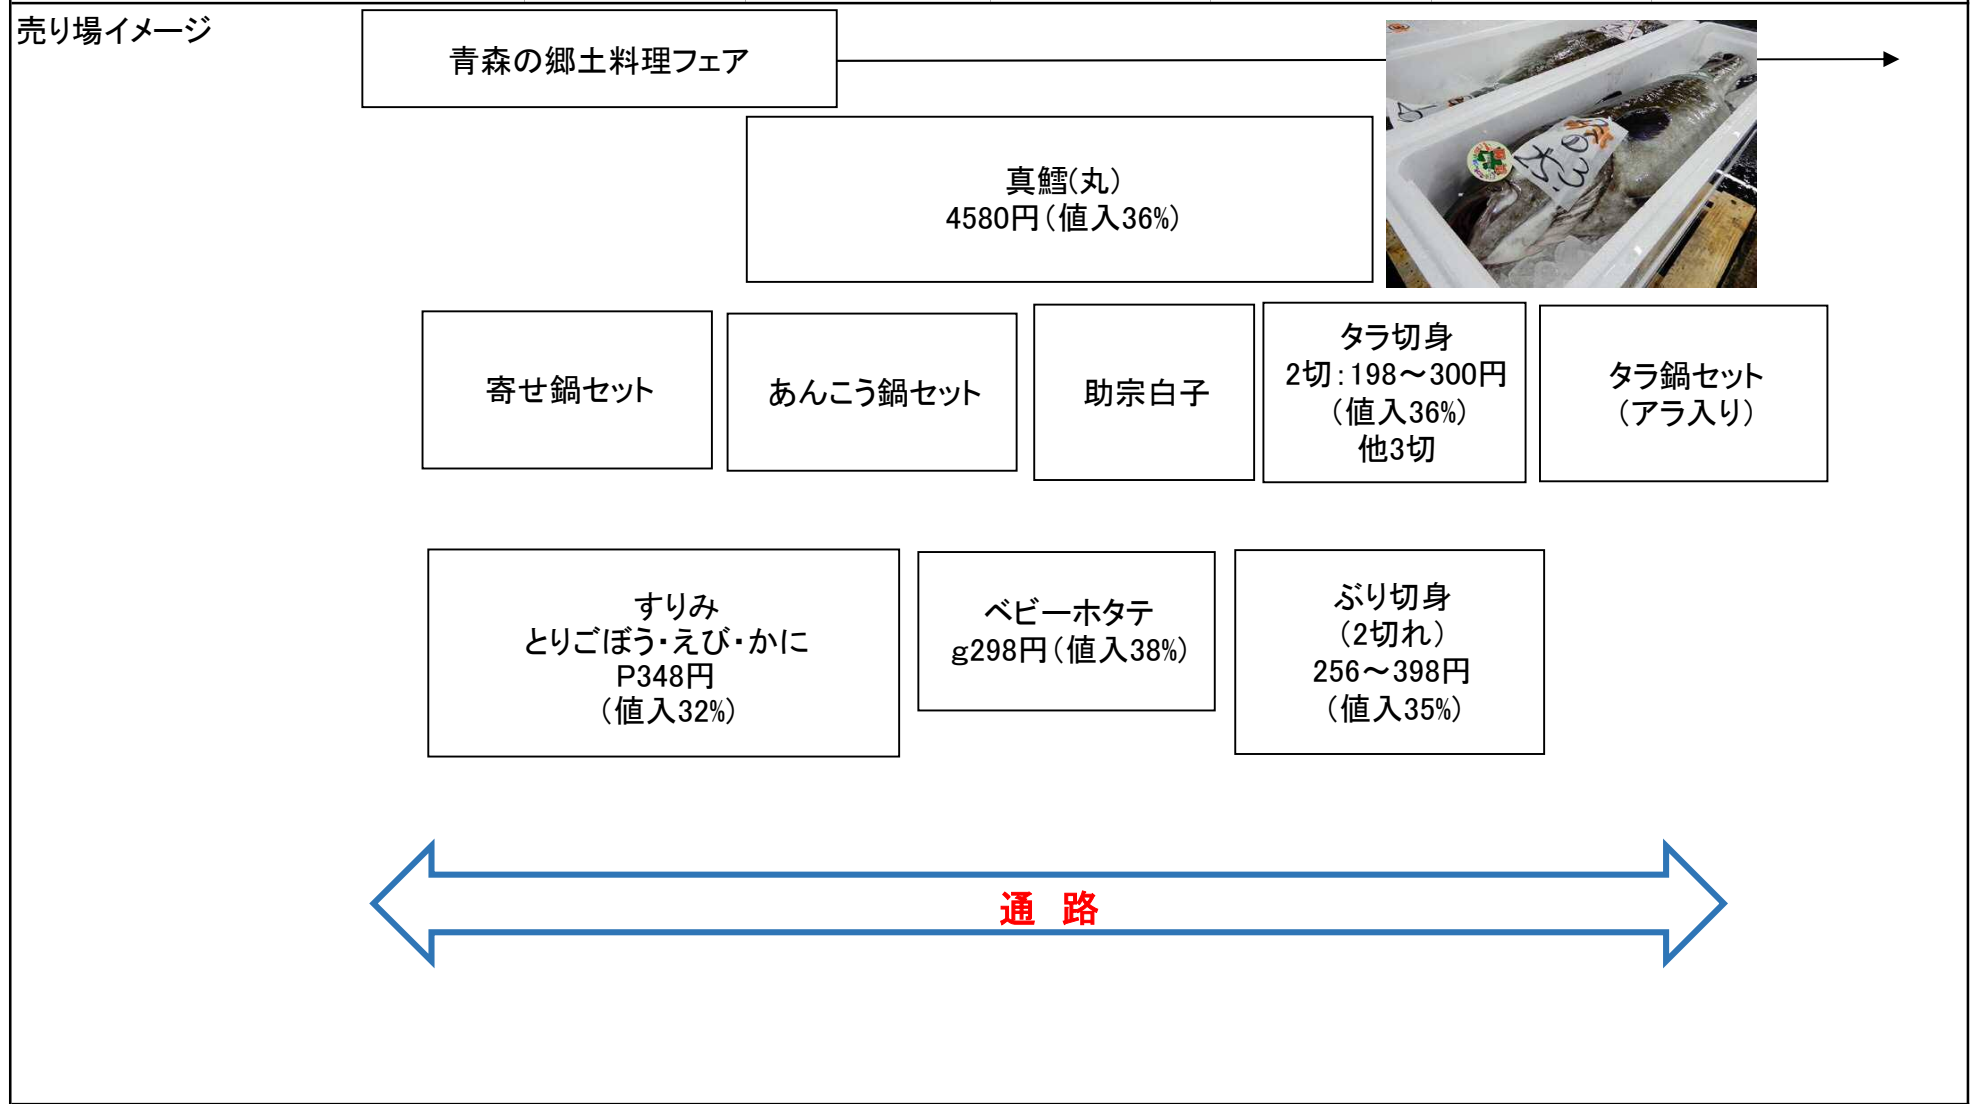 売り場イメージ
青森の郷土料理フェア
真鱈(丸)
4580円(値入36%)
寄せ鍋セット
あんこう鍋セット
助宗白子
タラ切身
2切:198～300円
(値入36%)
他3切
タラ鍋セット
(アラ入り)
すりみ
とりごぼう・えび・かに
P348円
(値入32%)
ベビーホタテ
g298円(値入38%)
ぶり切身
(2切れ)
256～398円
(値入35%)
通 路